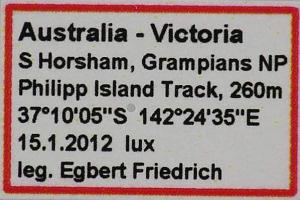 Australia - Victoria
S Horsham, Grampians NP
Philipp Island Track, 260m
37°10'05"S 142°24'35"E
15.1.2012 lux
leg. Egbert Friedrich